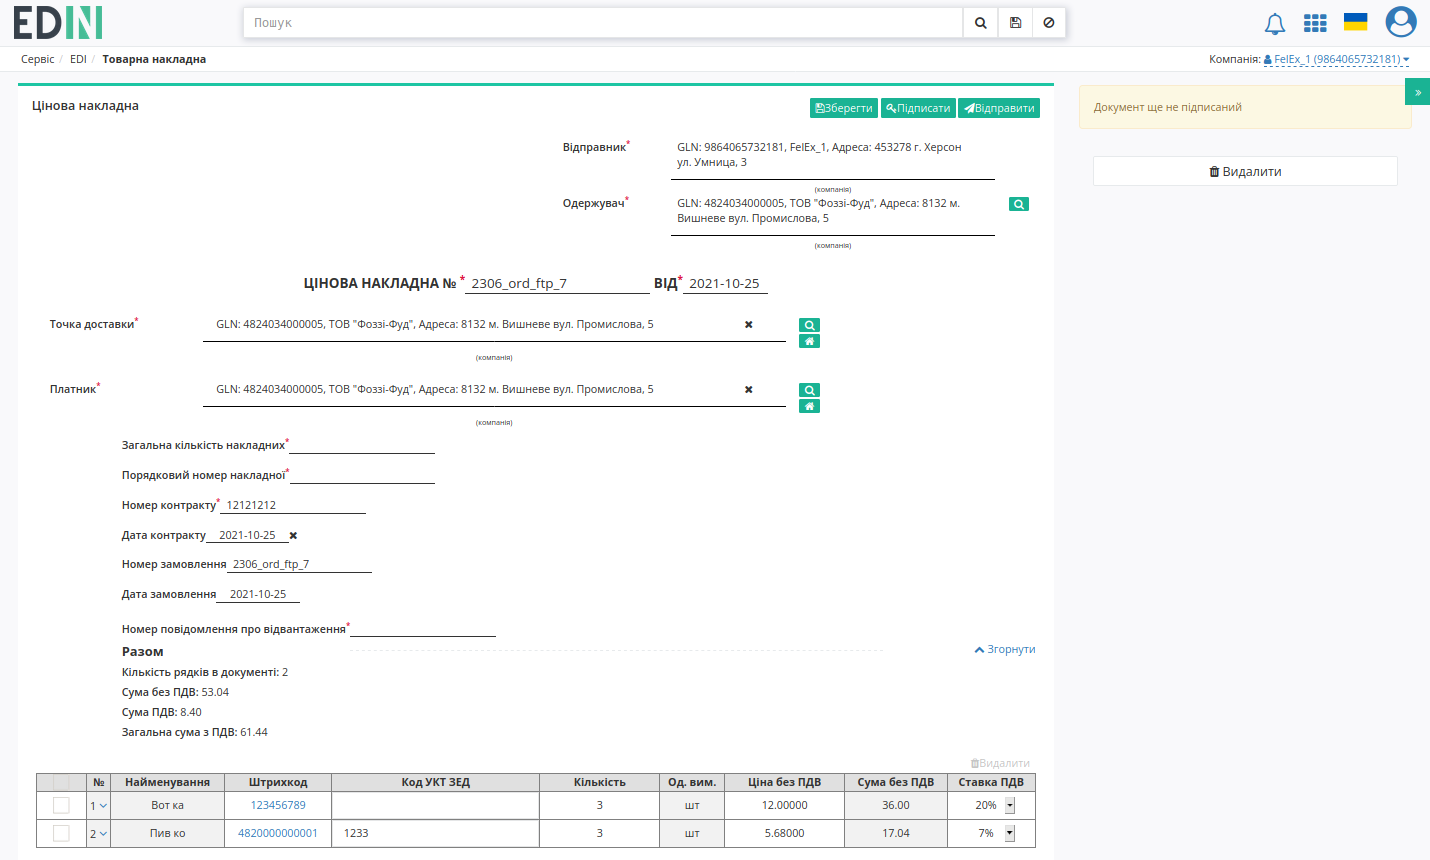 EDIN
Пошук
Сервіс / EDI / Товарна накладна
Компанія: FelEx_1 (9864065732181)
Цінова накладна
Зберегти Підписати Відправити
»
Документ ще не підписаний
Видалити
Відправник* GLN: 9864065732181, FelEx_1, Адреса: 453278 г. Херсон
ул. Умница, 3
(компанія)
Одержувач* GLN: 4824034000005, ТОВ "Фоззі-Фуд", Адреса: 8132 м.
Вишневе вул. Промислова, 5
(компанія)
ЦІНОВА НАКЛАДНА № * 2306_ord_ftp_7 ВІД* 2021-10-25
Точка доставки* GLN: 4824034000005, ТОВ "Фоззі-Фуд", Адреса: 8132 м. Вишневе вул. Промислова, 5
(компанія)
Платник* GLN: 4824034000005, ТОВ "Фоззі-Фуд", Адреса: 8132 м. Вишневе вул. Промислова, 5
(компанія)
Загальна кількість накладних*
Порядковий номер накладної*
Номер контракту* 12121212
Дата контракту 2021-10-25
Номер замовлення 2306_ord_ftp_7
Дата замовлення 2021-10-25
Номер повідомлення про відвантаження*
Разом Згорнути
Кількість рядків в документі: 2
Сума без ПДВ: 53.04
Сума ПДВ: 8.40
Загальна сума з ПДВ: 61.44
Видалити
№ Найменування Штрихкод Код УКТ ЗЕД Кількість Од. вим. Ціна без ПДВ Сума без ПДВ Ставка ПДВ
1 Вот ка 123456789 3 шт 12.00000 36.00 20%
2 Пив ко 4820000000001 1233 3 шт 5.68000 17.04 7%